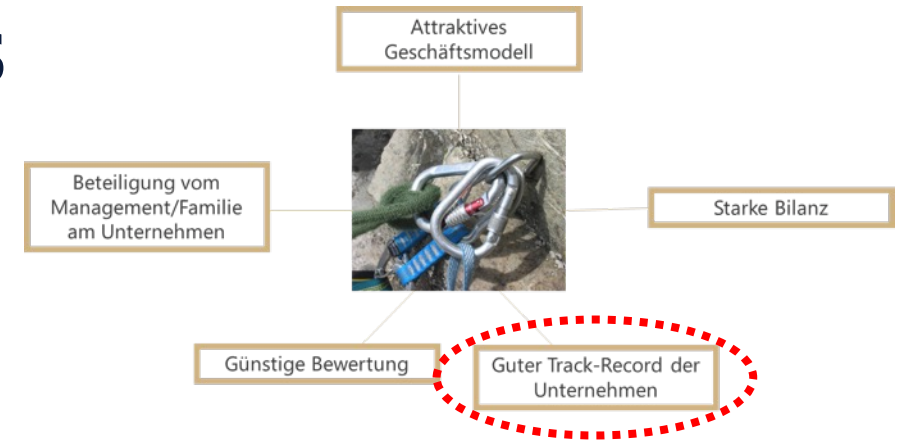 Attraktives
Geschäftsmodell
Beteiligung vom
Management/Familie
am Unternehmen
Starke Bilanz
Günstige Bewertung
Guter Track-Record der
Unternehmen